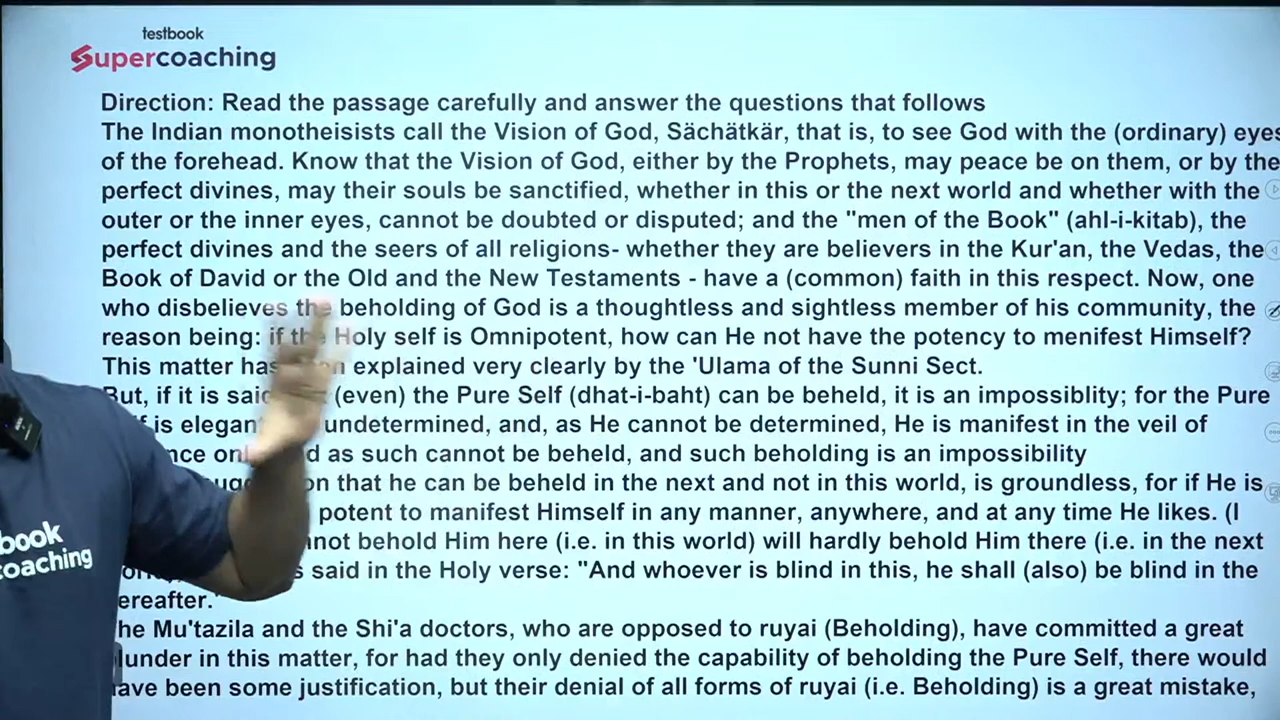 testbook
Supercoaching
Direction: Read the passage carefully and answer the questions that follows
The Indian monotheisists call the Vision of God, Sächätkär, that is, to see God with the (ordinary) eyes
of the forehead. Know that the Vision of God, either by the Prophets, may peace be on them, or by the
perfect divines, may their souls be sanctified, whether in this or the next world and whether with the
outer or the inner eyes, cannot be doubted or disputed; and the "men of the Book" (ahl-i-kitab), the
perfect divines and the seers of all religions- whether they are believers in the Kur'an, the Vedas, the
Book of David or the Old and the New Testaments - have a (common) faith in this respect. Now, one
who disbelieves the beholding of God is a thoughtless and sightless member of his community, the
reason being: if the Holy self is Omnipotent, how can He not have the potency to menifest Himself?
This matter has explained very clearly by the 'Ulama of the Sunni Sect.
But, if it is said (even) the Pure Self (dhat-i-baht) can be beheld, it is an impossiblity; for the Pure
is undetermined, and, as He cannot be determined, He is manifest in the veil of
as such cannot be beheld, and such beholding is an impossibility
that he can be beheld in the next and not in this world, is groundless, for if He is
potent to manifest Himself in any manner, anywhere, and at any time He likes. (I
behold Him here (i.e. in this world) will hardly behold Him there (i.e. in the next
said in the Holy verse: "And whoever is blind in this, he shall (also) be blind in the
The Mu'tazila and the Shi'a doctors, who are opposed to ruyai (Beholding), have committed a great
blunder in this matter, for had they only denied the capability of beholding the Pure Self, there would
have been some justification, but their denial of all forms of ruyai (i.e. Beholding) is a great mistake,
book
coaching